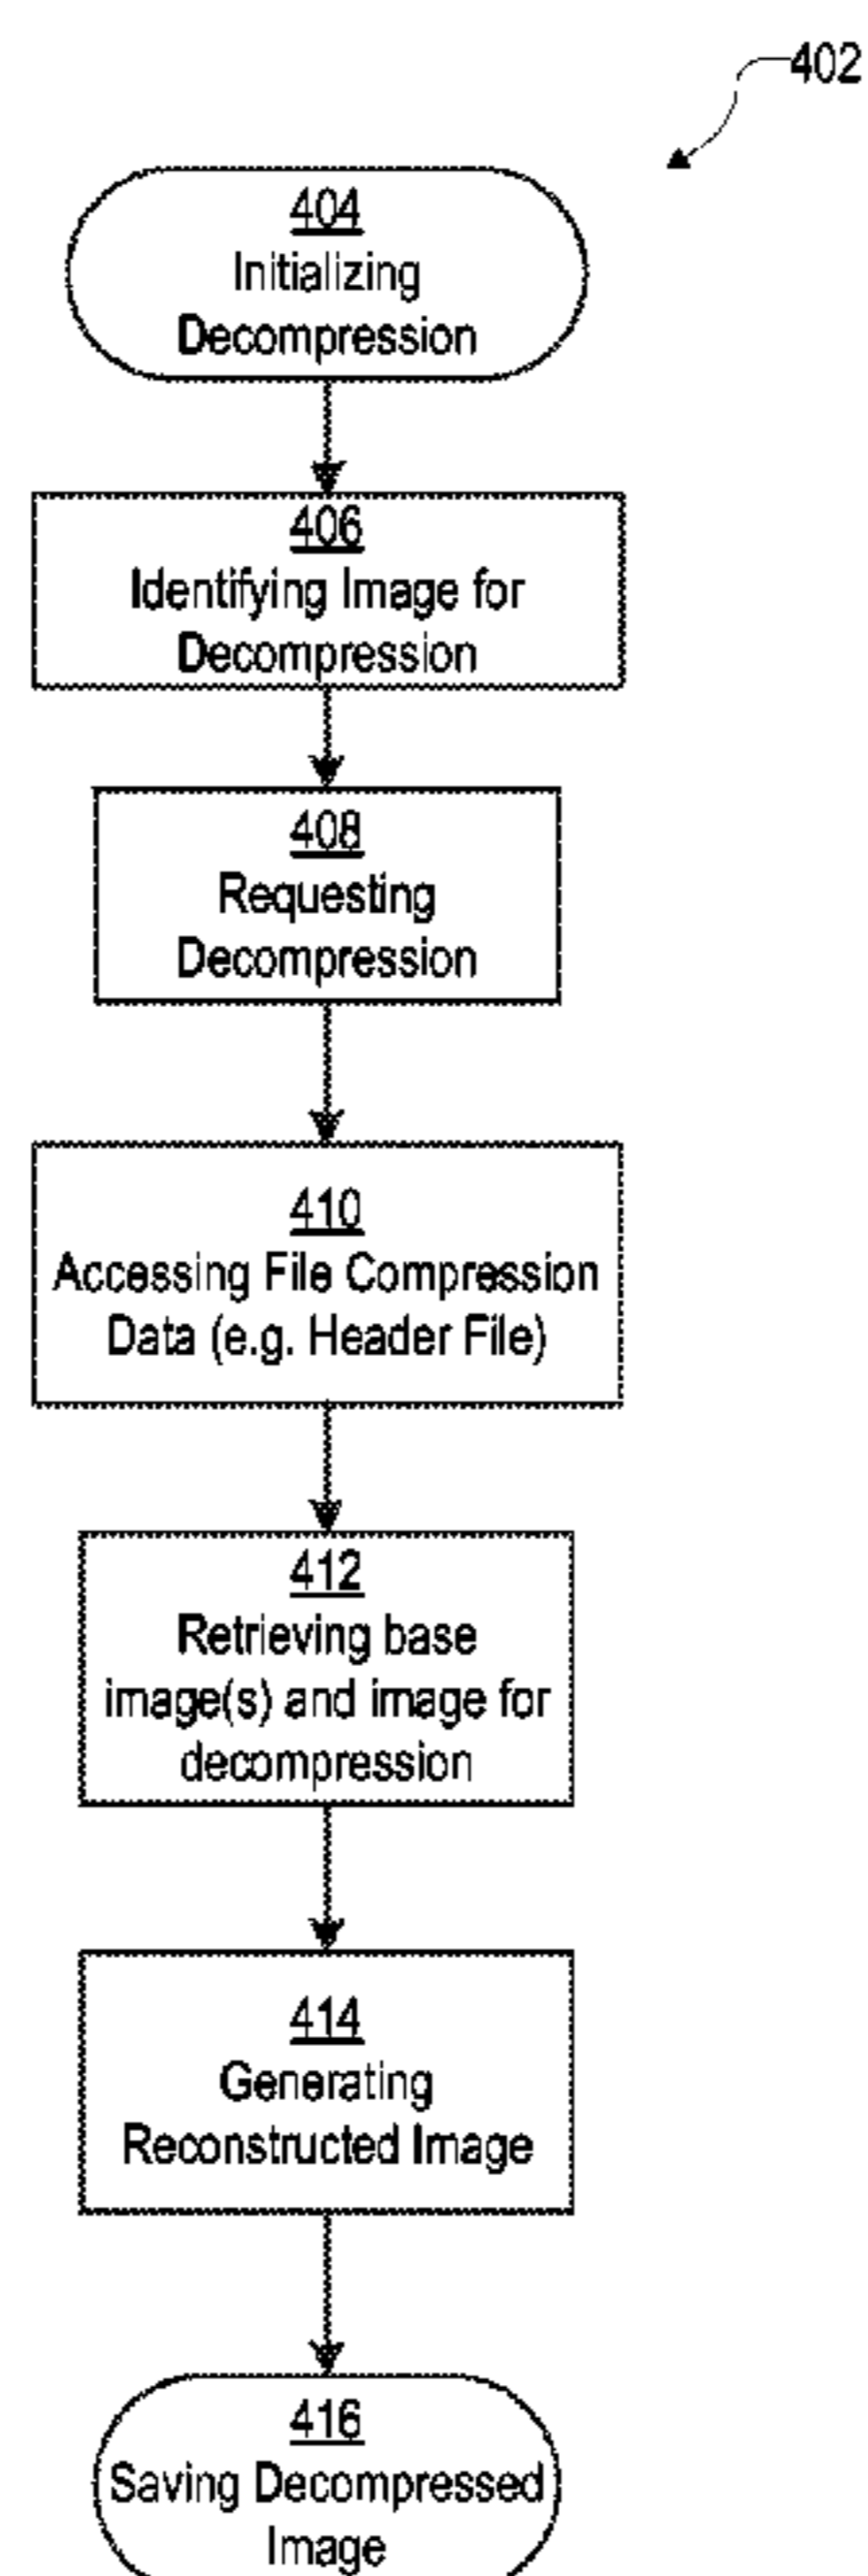 402
404
Initializing
Decompression
406
Identifying Image for
Decompression
408
Requesting
Decompression
410
Accessing File Compression
Data (e.g. Header File)
412
Retrieving base
image(s) and image for
decompression
414
Generating
Reconstructed Image
416
Saving Decompressed
Image